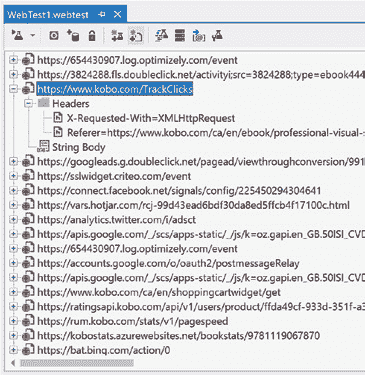 WebTest1.webtest
https://654430907.log.optimizely.com/event
https://3824288.fls.doubleclick.net/activityi;src=3824288;type=ebook444
https://www.kobo.com/TrackClicks
Headers
X-Requested-With=XMLHttpRequest
Referer=https://www.kobo.com/ca/en/ebook/professional-visual-s
String Body
https://googleads.g.doubleclick.net/pagead/viewthroughconversion/991
https://sslwidget.criteo.com/event
https://connect.facebook.net/signals/config/225450294304641
https://vars.hotjar.com/rcj-99d43ead6bdf30da8ed5ffcb4f17100c.html
https://analytics.twitter.com/i/adsct
https://apis.google.com/_/scs/apps-static/_/js/k=oz.gapi.en_GB.50ISI_CVD
https://654430907.log.optimizely.com/event
https://accounts.google.com/o/oauth2/postmessageRelay
https://apis.google.com/_/scs/apps-static/_/js/k=oz.gapi.en_GB.50ISI_CVD
https://www.kobo.com/ca/en/shoppingcartwidget/get
https://ratingsapi.kobo.com/api/v1/users/product/ffda49cf-933d-351f-a3
https://rum.kobo.com/stats/v1/pagespeed
https://kobostats.azurewebsites.net/bookstats/9781119067870
https://bat.bing.com/action/0